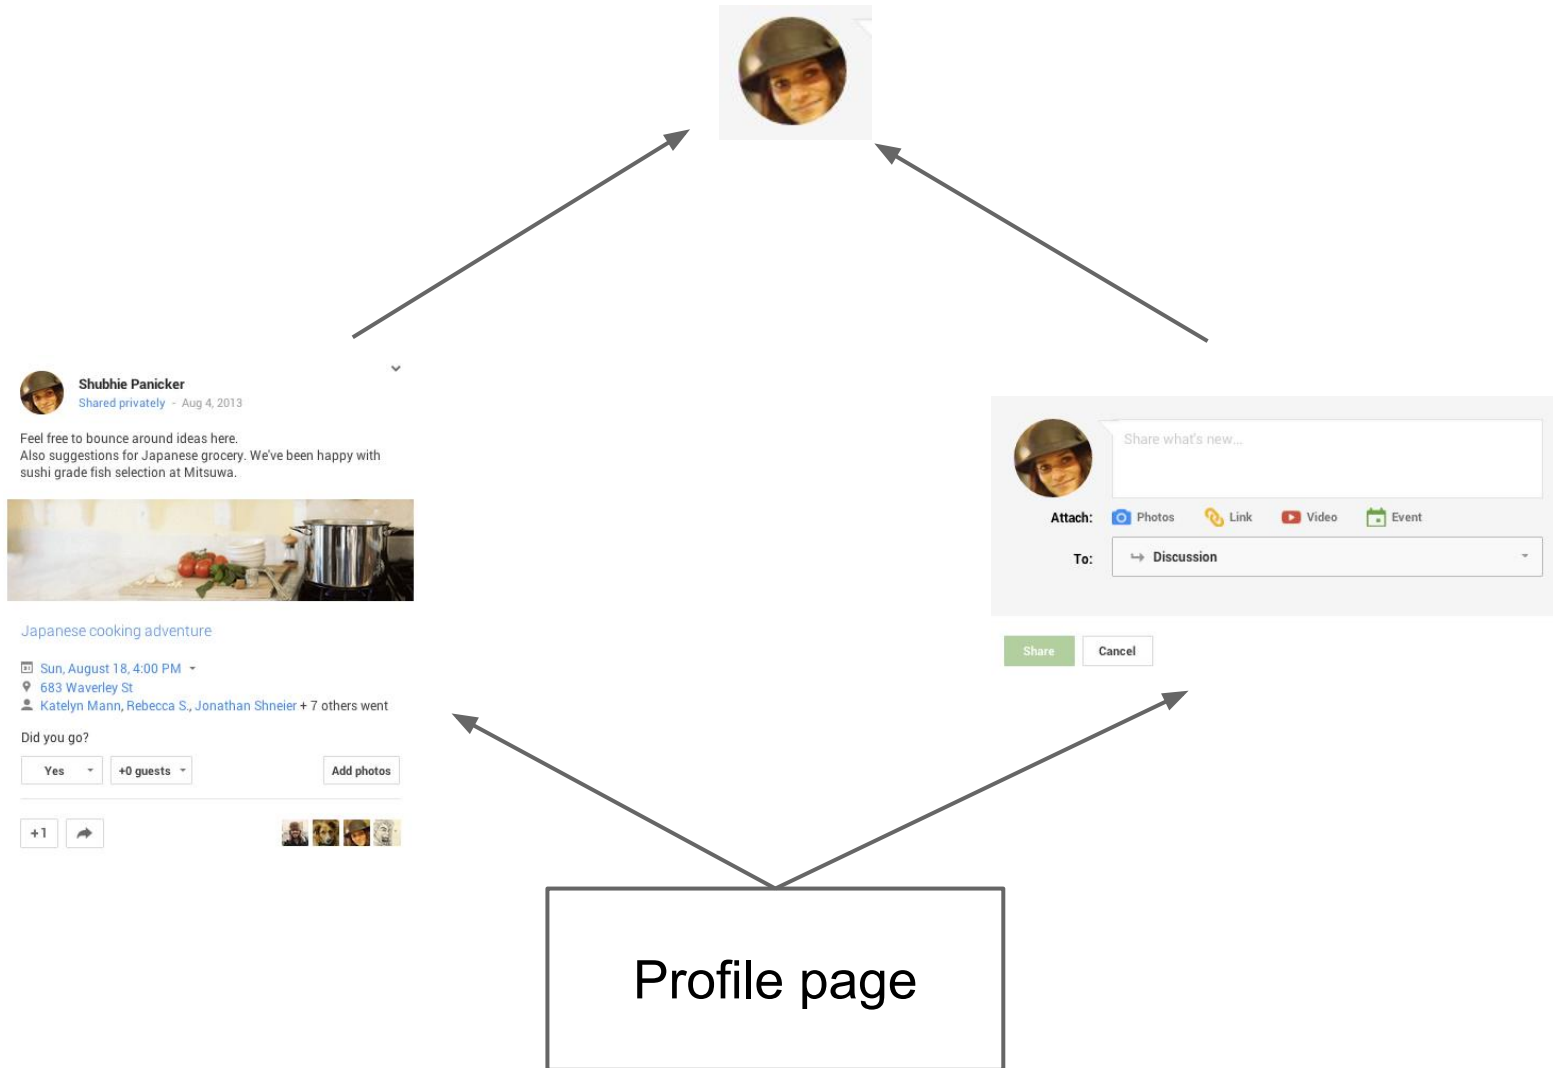 Shubhie Panicker
Shared privately - Aug 4, 2013
Feel free to bounce around ideas here.
Also suggestions for Japanese grocery. We've been happy with
sushi grade fish selection at Mitsuwa.
Japanese cooking adventure
Sun, August 18, 4:00 PM
683 Waverley St
Katelyn Mann, Rebecca S., Jonathan Shneier + 7 others went
Did you go?
Yes
+0 guests
Add photos
+1
Share what's new...
Attach: Photos Link Video Event
To: Discussion
Share Cancel
Profile page